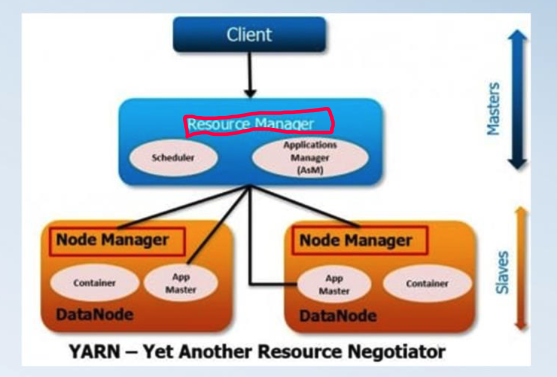 Client
Resource Manager
Scheduler
Applications
Manager
(AsM)
Masters
Node Manager
Container
App
Master
DataNode
Node Manager
App
Master
Container
DataNode
Slaves
YARN – Yet Another Resource Negotiator